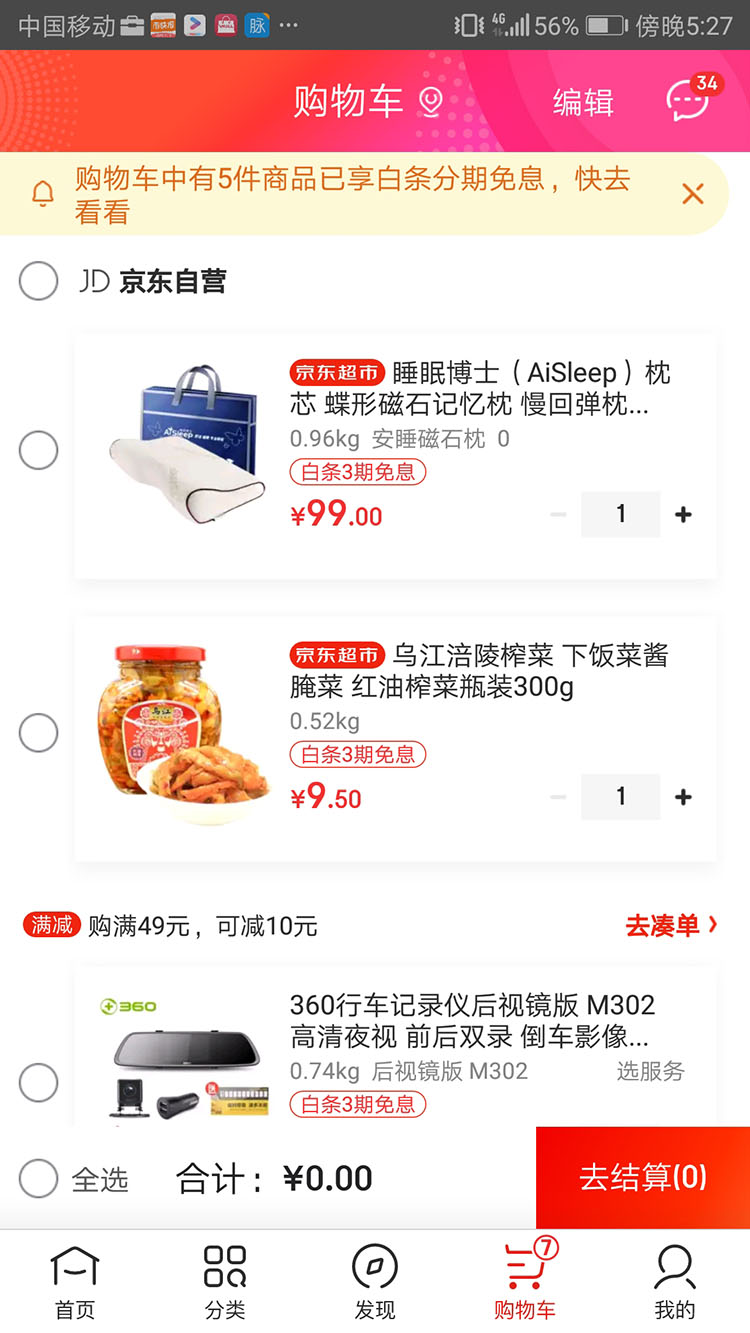 中国移动 脉 ··· 4G 56% 傍晚5:27
购物车 编辑 34
购物车中有5件商品已享白条分期免息，快去
看看
JD 京东自营
京东超市 睡眠博士（AiSleep）枕
芯 蝶形磁石记忆枕 慢回弹枕...
0.96kg 安睡磁石枕 0
白条3期免息
¥99.00
1
AiSleep
京东超市 乌江涪陵榨菜 下饭菜酱
腌菜 红油榨菜瓶装300g
0.52kg
白条3期免息
¥9.50
1
乌江
满减 购满49元，可减10元 去凑单
360
360行车记录仪后视镜版 M302
高清夜视 前后双录 倒车影像...
0.74kg 后视镜版 M302 选服务
白条3期免息
全选 合计：¥0.00 去结算(0)
7
首页 分类 发现 购物车 我的